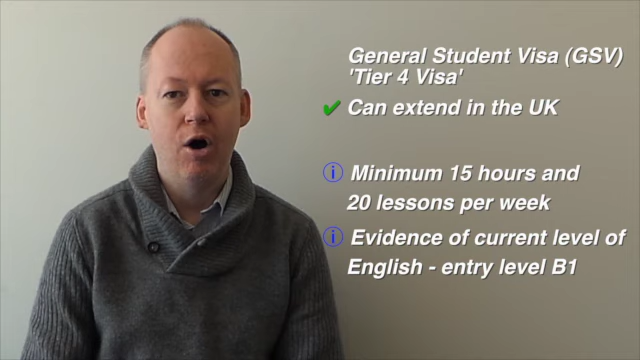 General Student Visa (GSV)
'Tier 4 Visa'
✔ Can extend in the UK
ⓘ Minimum 15 hours and
20 lessons per week
ⓘ Evidence of current level of
English - entry level B1